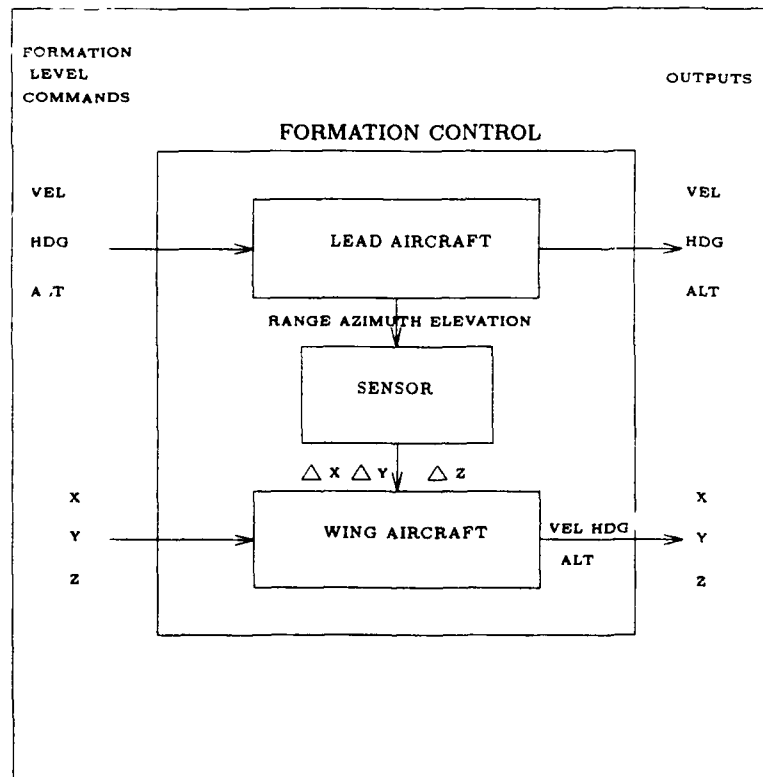 FORMATION
LEVEL
COMMANDS
OUTPUTS
FORMATION CONTROL
VEL
HDG
ALT
LEAD AIRCRAFT
VEL
HDG
ALT
RANGE AZIMUTH ELEVATION
SENSOR
△ X △ Y △ Z
X
Y
Z
WING AIRCRAFT
VEL HDG
ALT
X
Y
Z